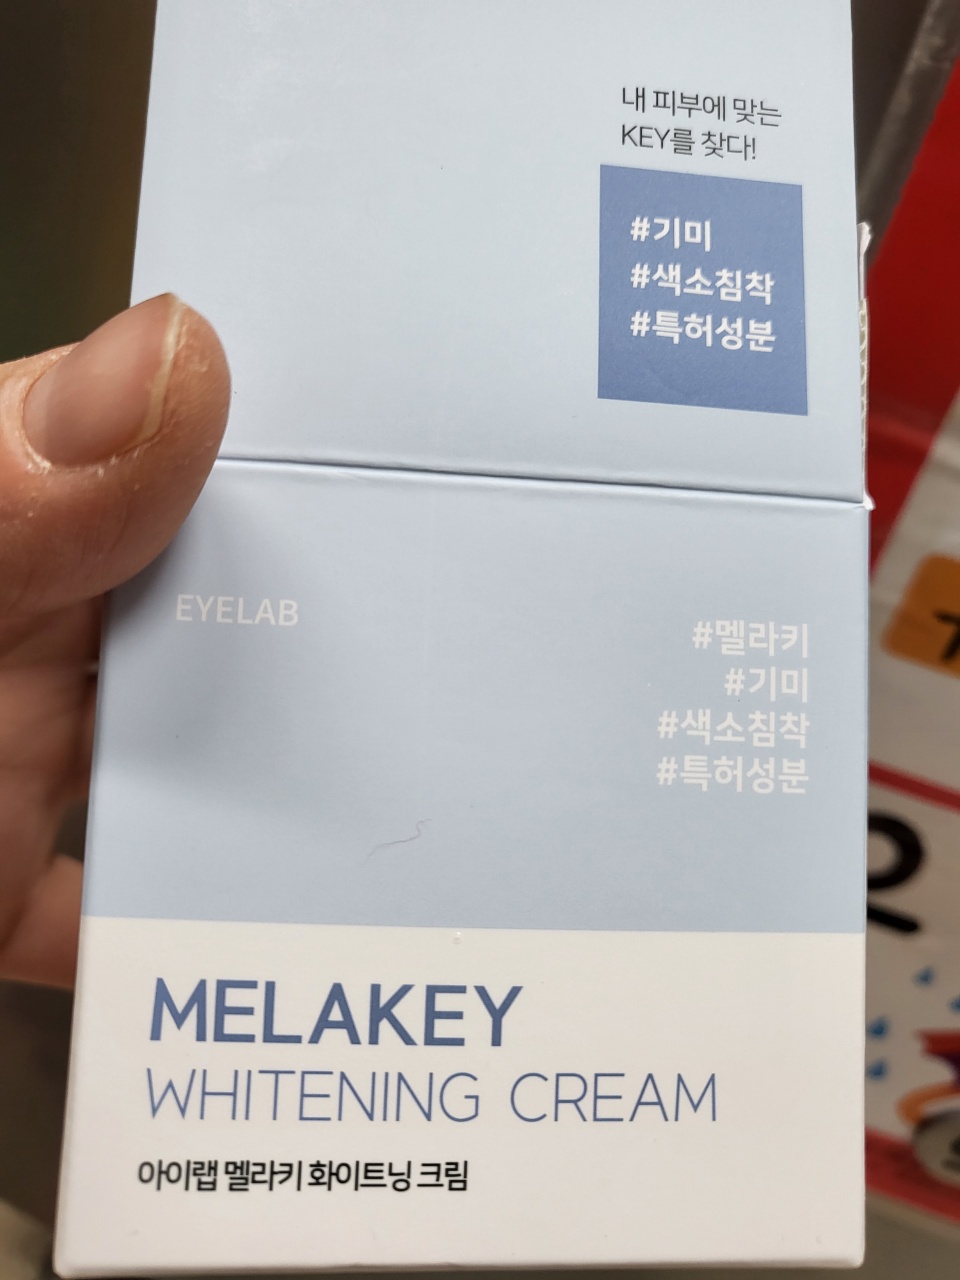 내 피부에 맞는
KEY를 찾다!
#기미
#색소침착
#특허성분
EYELAB
#멜라키
#기미
#색소침착
#특허성분
MELAKEY
WHITENING CREAM
아이랩 멜라키 화이트닝 크림